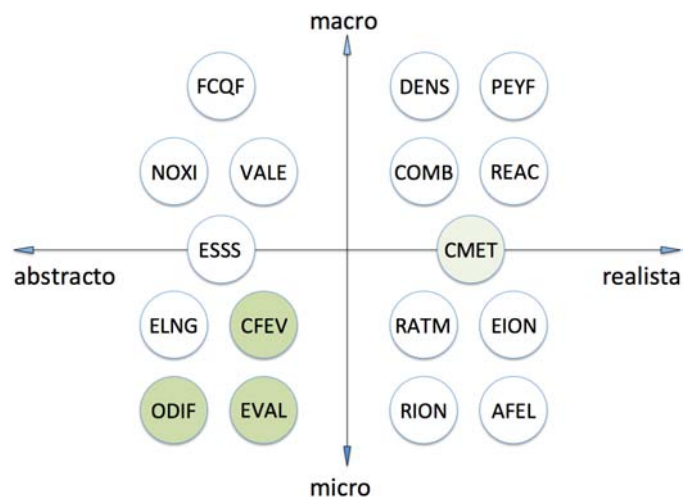 macro
FCQF DENS PEYF
NOXI VALE COMB REAC
ESSS CMET
abstracto realista
ELNG CFEV RATM EION
ODIF EVAL RION AFEL
micro